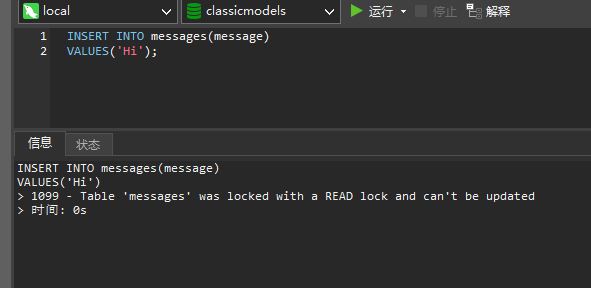 local classicmodels 运行 停止 解释
1 INSERT INTO messages(message)
2 VALUES('Hi');
信息 状态
INSERT INTO messages(message)
VALUES('Hi')
> 1099 - Table 'messages' was locked with a READ lock and can't be updated
> 时间: 0s